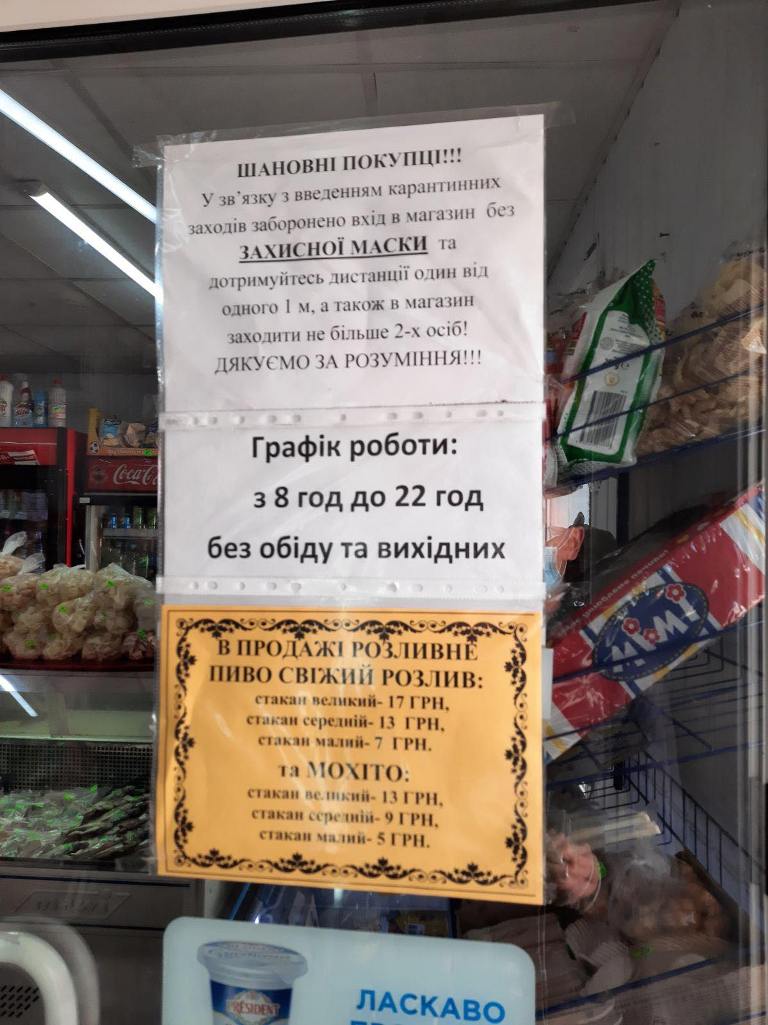 ШАНОВНІ ПОКУПЦІ!!!
У зв’язку з введенням карантинних
заходів заборонено вхід в магазин без
ЗАХИСНОЇ МАСКИ та
дотримуйтесь дистанції один від
одного 1 м, а також в магазин
заходити не більше 2-х осіб!
ДЯКУЄМО ЗА РОЗУМІННЯ!!!
Графік роботи:
з 8 год до 22 год
без обіду та вихідних
В ПРОДАЖІ РОЗЛИВНЕ
ПИВО СВІЖИЙ РОЗЛИВ:
стакан великий- 17 ГРН,
стакан середній- 13 ГРН,
стакан малий- 7 ГРН.
та МОХІТО:
стакан великий- 13 ГРН,
стакан середній- 9 ГРН,
стакан малий- 5 ГРН.
Coca-Cola
PRÉSIDENT
ЛАСКАВО